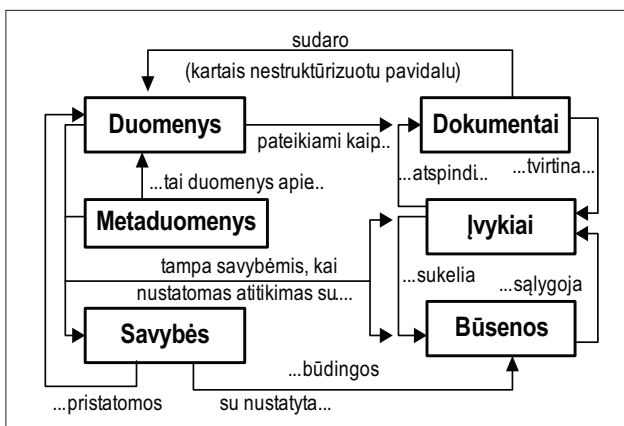 sudaro
(kartais nestruktūrizuotu pavidalu)
Duomenys
Dokumentai
pateikiami kaip...
...tvirtina...
...atspindi...
...tai duomenys apie...
Metaduomenys
Įvykiai
tampa savybėmis, kai
nustatomas atitikimas su....
...sukelia
...sąlygoja
Savybės
Būsenos
...būdingos
...pristatomos
su nustatyta...